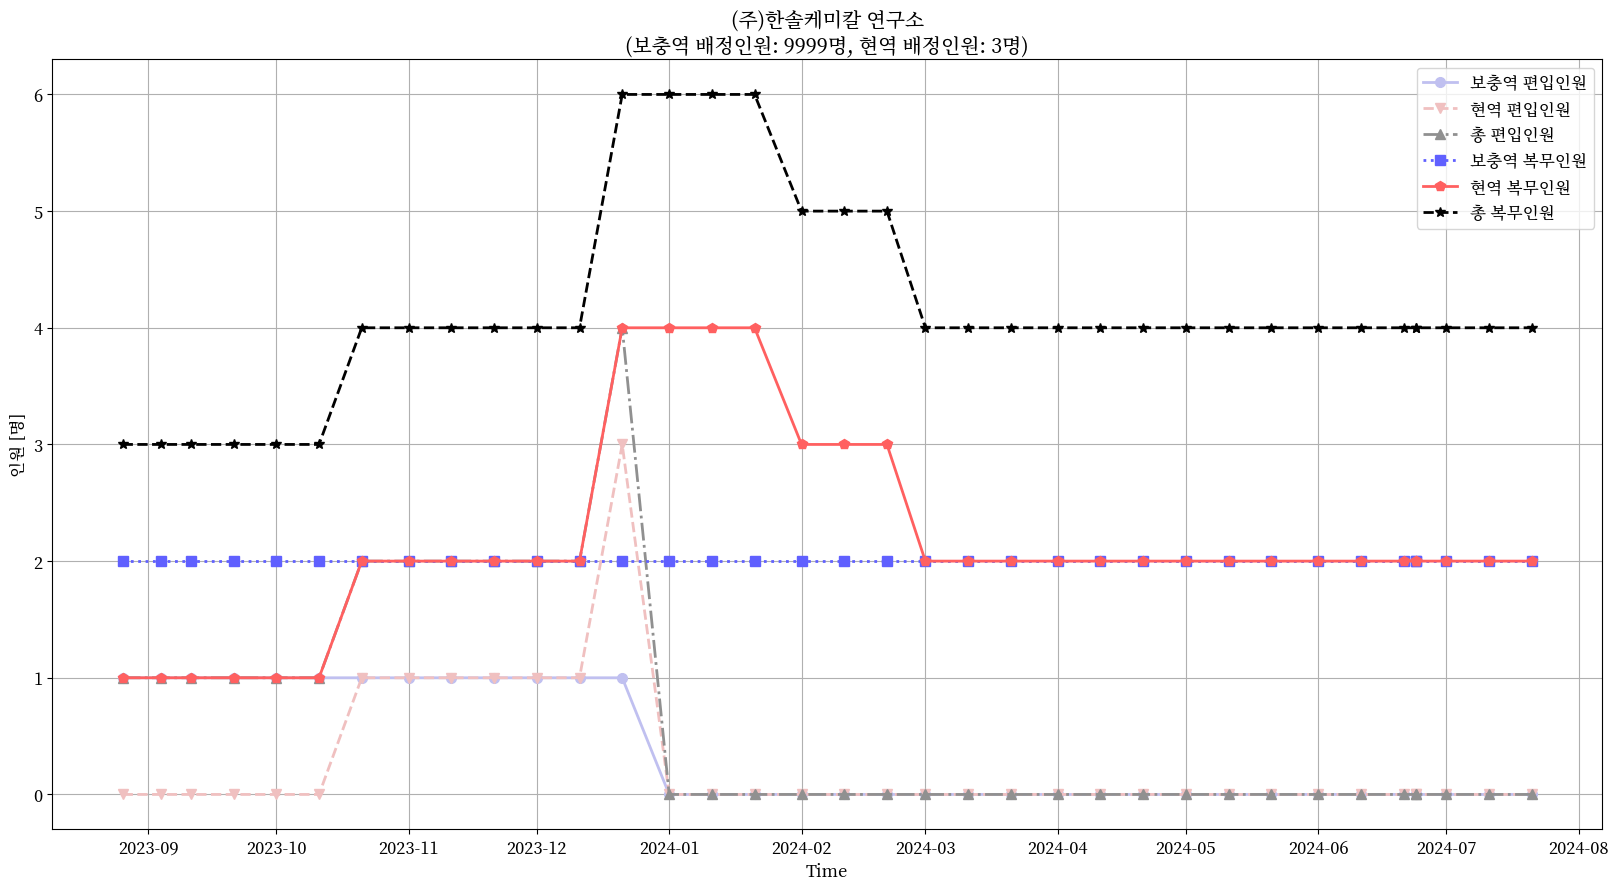 (주)한솔케미칼 연구소
(보충역 배정인원: 9999명, 현역 배정인원: 3명)
보충역 편입인원
현역 편입인원
총 편입인원
보충역 복무인원
현역 복무인원
총 복무인원
인원 [명]
6
5
4
3
2
1
0
2023-09 2023-10 2023-11 2023-12 2024-01 2024-02 2024-03 2024-04 2024-05 2024-06 2024-07 2024-08
Time